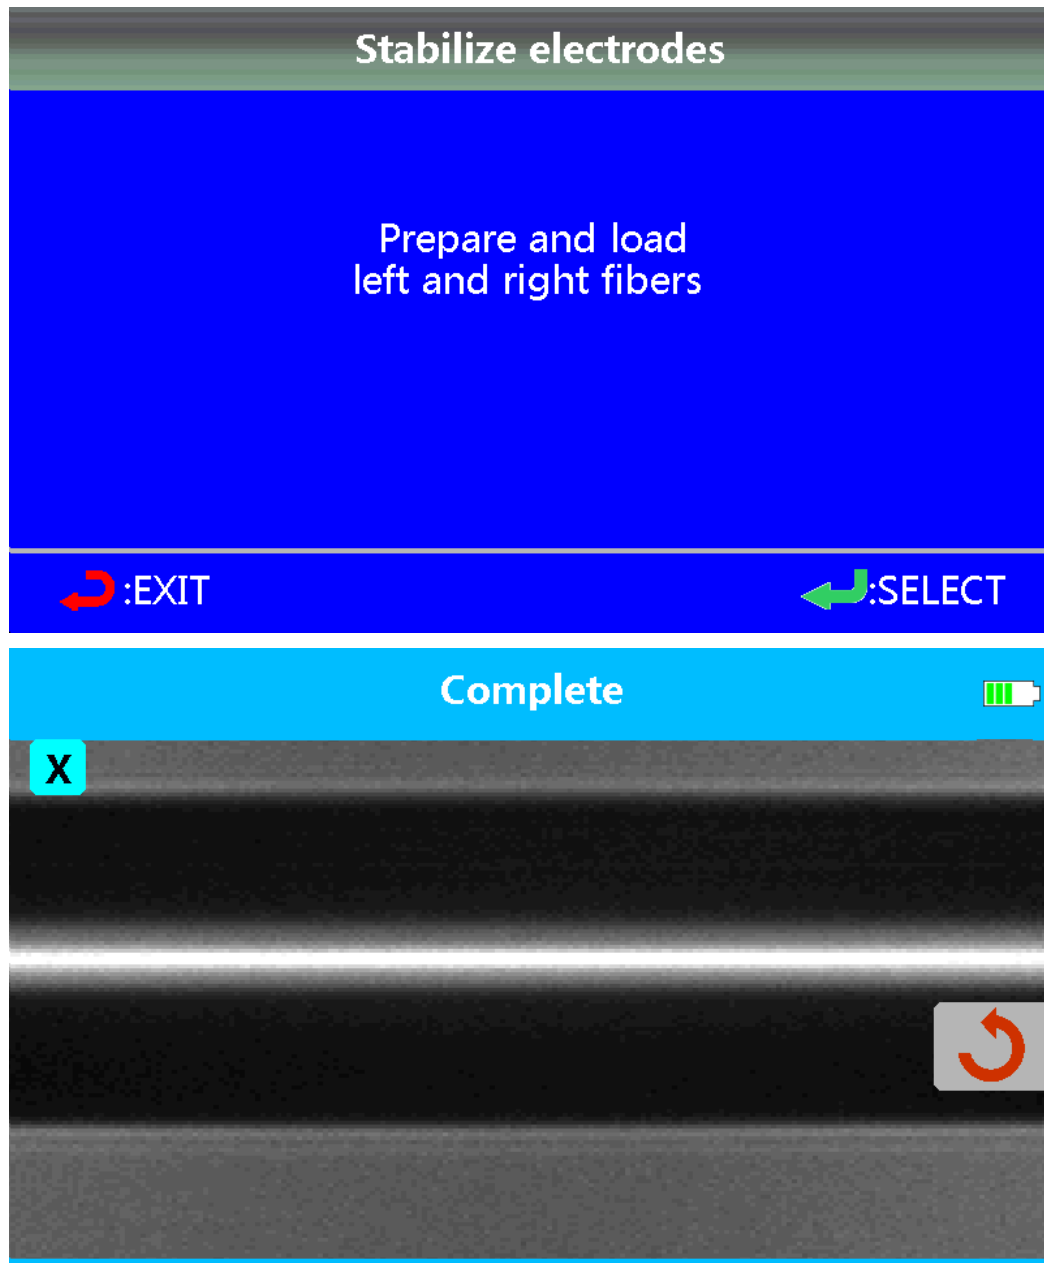 Stabilize electrodes
Prepare and load
left and right fibers
:EXIT
:SELECT
Complete
X